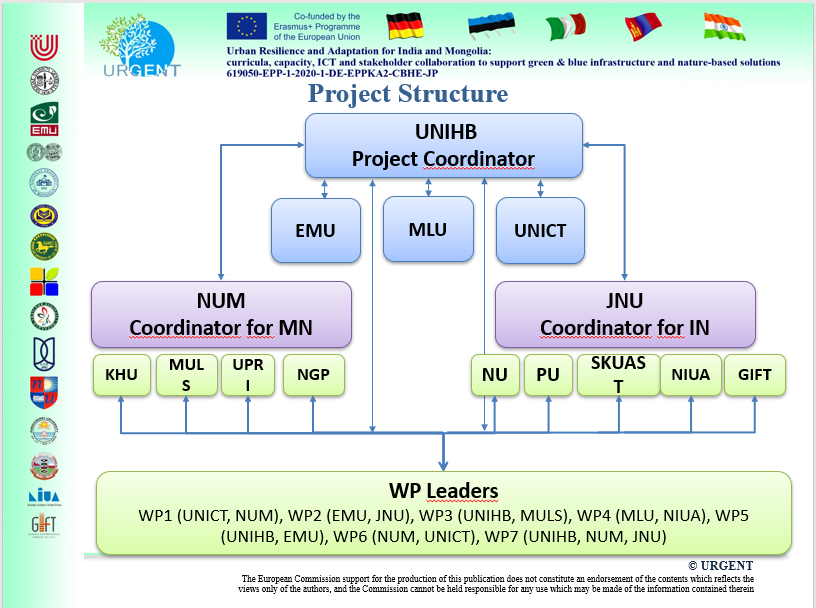 Co-funded by the
Erasmus+ Programme
of the European Union
URGENT
Urban Resilience and Adaptation for India and Mongolia:
curricula, capacity, ICT and stakeholder collaboration to support green & blue infrastructure and nature-based solutions
619050-EPP-1-2020-1-DE-EPPKA2-CBHE-JP
Project Structure
UNIHB
Project Coordinator
EMU
MLU
UNICT
NUM
Coordinator for MN
JNU
Coordinator for IN
KHU
MUL
S
UPR
I
NGP
NU
PU
SKUAS
T
NIUA
GIFT
WP Leaders
WP1 (UNICT, NUM), WP2 (EMU, JNU), WP3 (UNIHB, MULS), WP4 (MLU, NIUA), WP5
(UNIHB, EMU), WP6 (NUM, UNICT), WP7 (UNIHB, NUM, JNU)
© URGENT
The European Commission support for the production of this publication does not constitute an endorsement of the contents which reflects the
views only of the authors, and the Commission cannot be held responsible for any use which may be made of the information contained therein
EMU
NIUA
GIFT